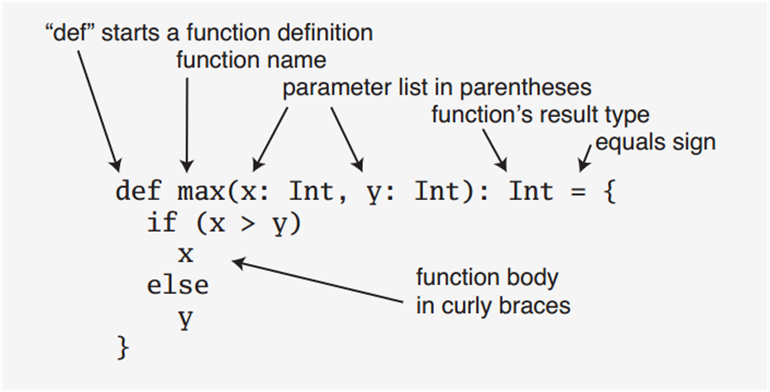 “def” starts a function definition
function name
parameter list in parentheses
function’s result type
equals sign
def max(x: Int, y: Int): Int = {
if (x > y)
x
else
y
}
function body
in curly braces